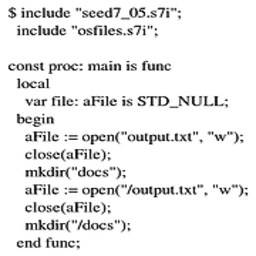 $ include "seed7_05.s7i";
include "osfiles.s7i";
const proc: main is func
local
var file: aFile is STD_NULL;
begin
aFile := open("output.txt", "w");
close(aFile);
mkdir("docs");
aFile := open("/output.txt", "w");
close(aFile);
mkdir("/docs");
end func;